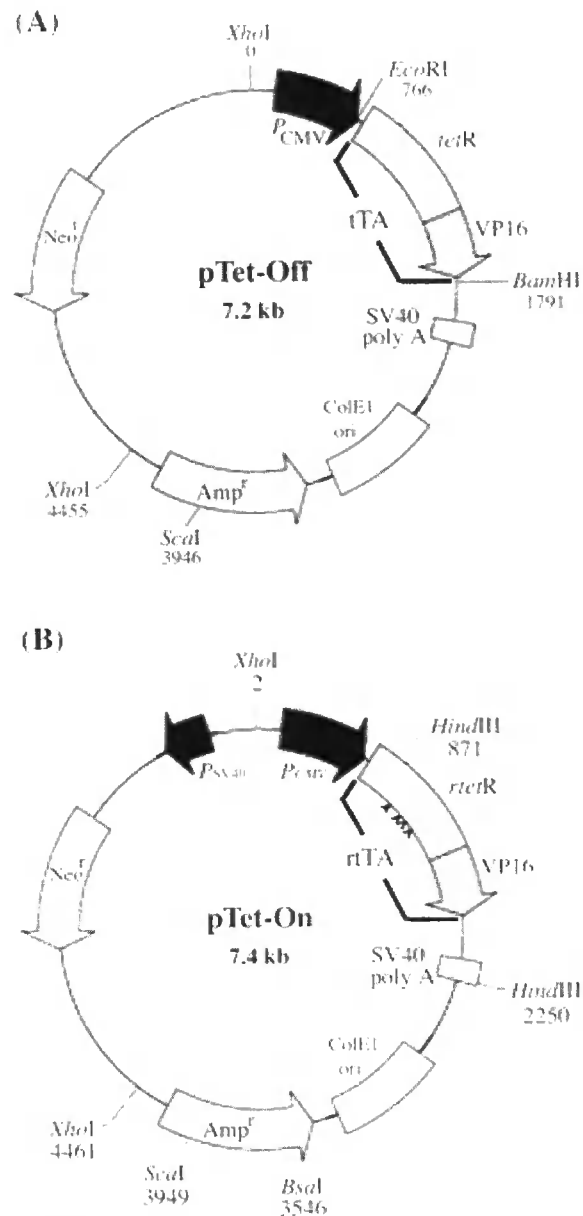 (A)
XhoI
0
EcoRI
766
PCMV
tetR
tTA
VP16
Neoʳ
pTet-Off
7.2 kb
BamHI
1791
SV40
poly A
ColE1
ori
XhoI
4455
Ampʳ
ScaI
3946
(B)
XhoI
2
HindIII
871
PSV40
PCMV
rtetR
rtTA
VP16
Neoʳ
pTet-On
7.4 kb
SV40
poly A
HindIII
2250
ColE1
ori
XhoI
4461
Ampʳ
ScaI
3949
BsaI
3546